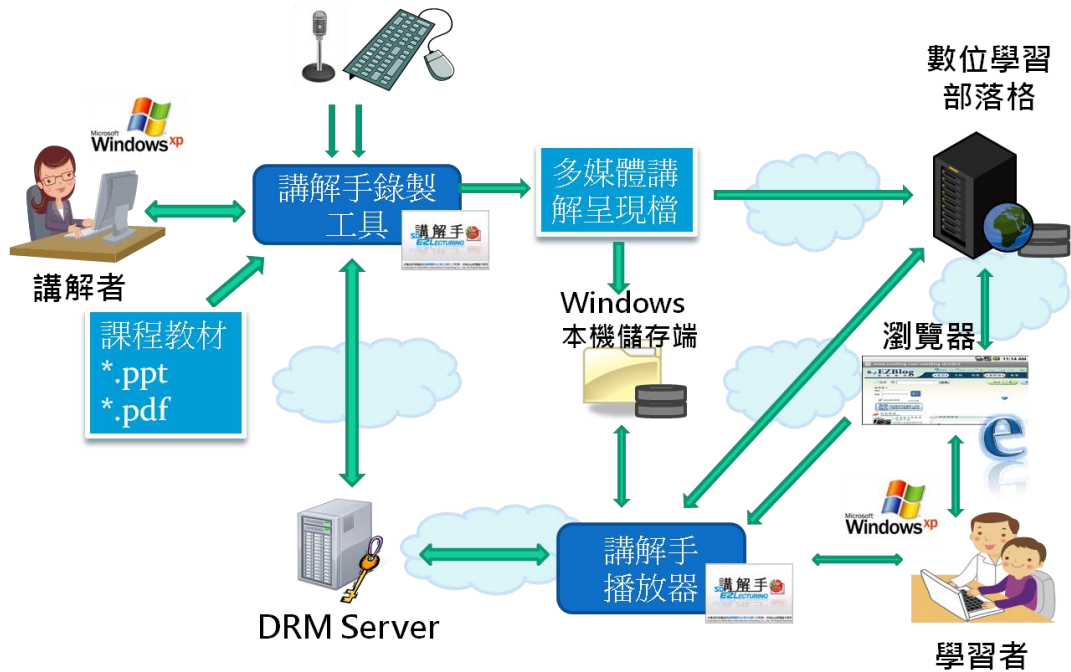 數位學習
部落格
Microsoft
Windows xp
講解手錄製
工具
講解手
EZLECTURING
多媒體講
解呈現檔
講解者
課程教材
*.ppt
*.pdf
Windows
本機儲存端
瀏覽器
11:14 AM
EZBlog
DRM Server
講解手
播放器
講解手
EZLECTURING
Microsoft
Windows xp
學習者